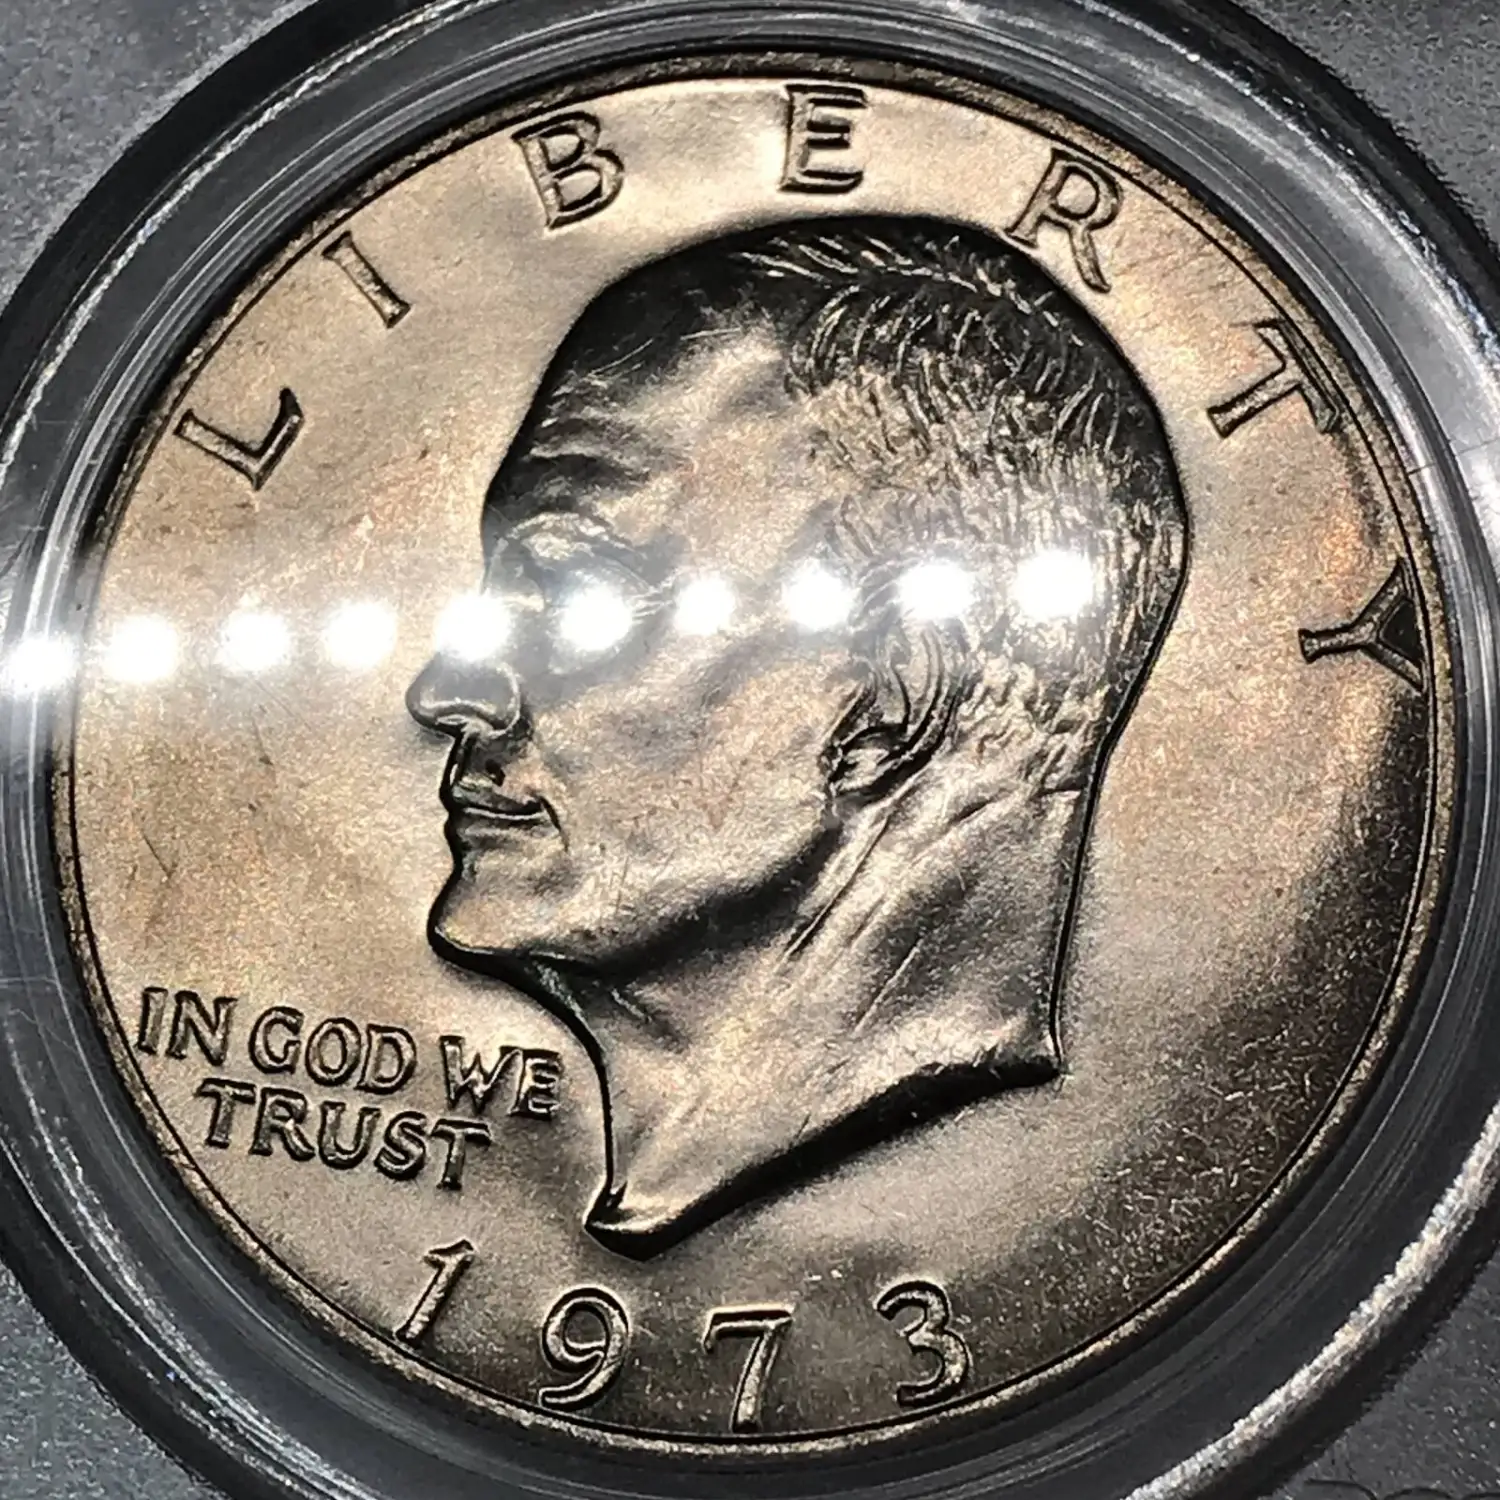 LIBERTY
IN GOD WE
TRUST
1973